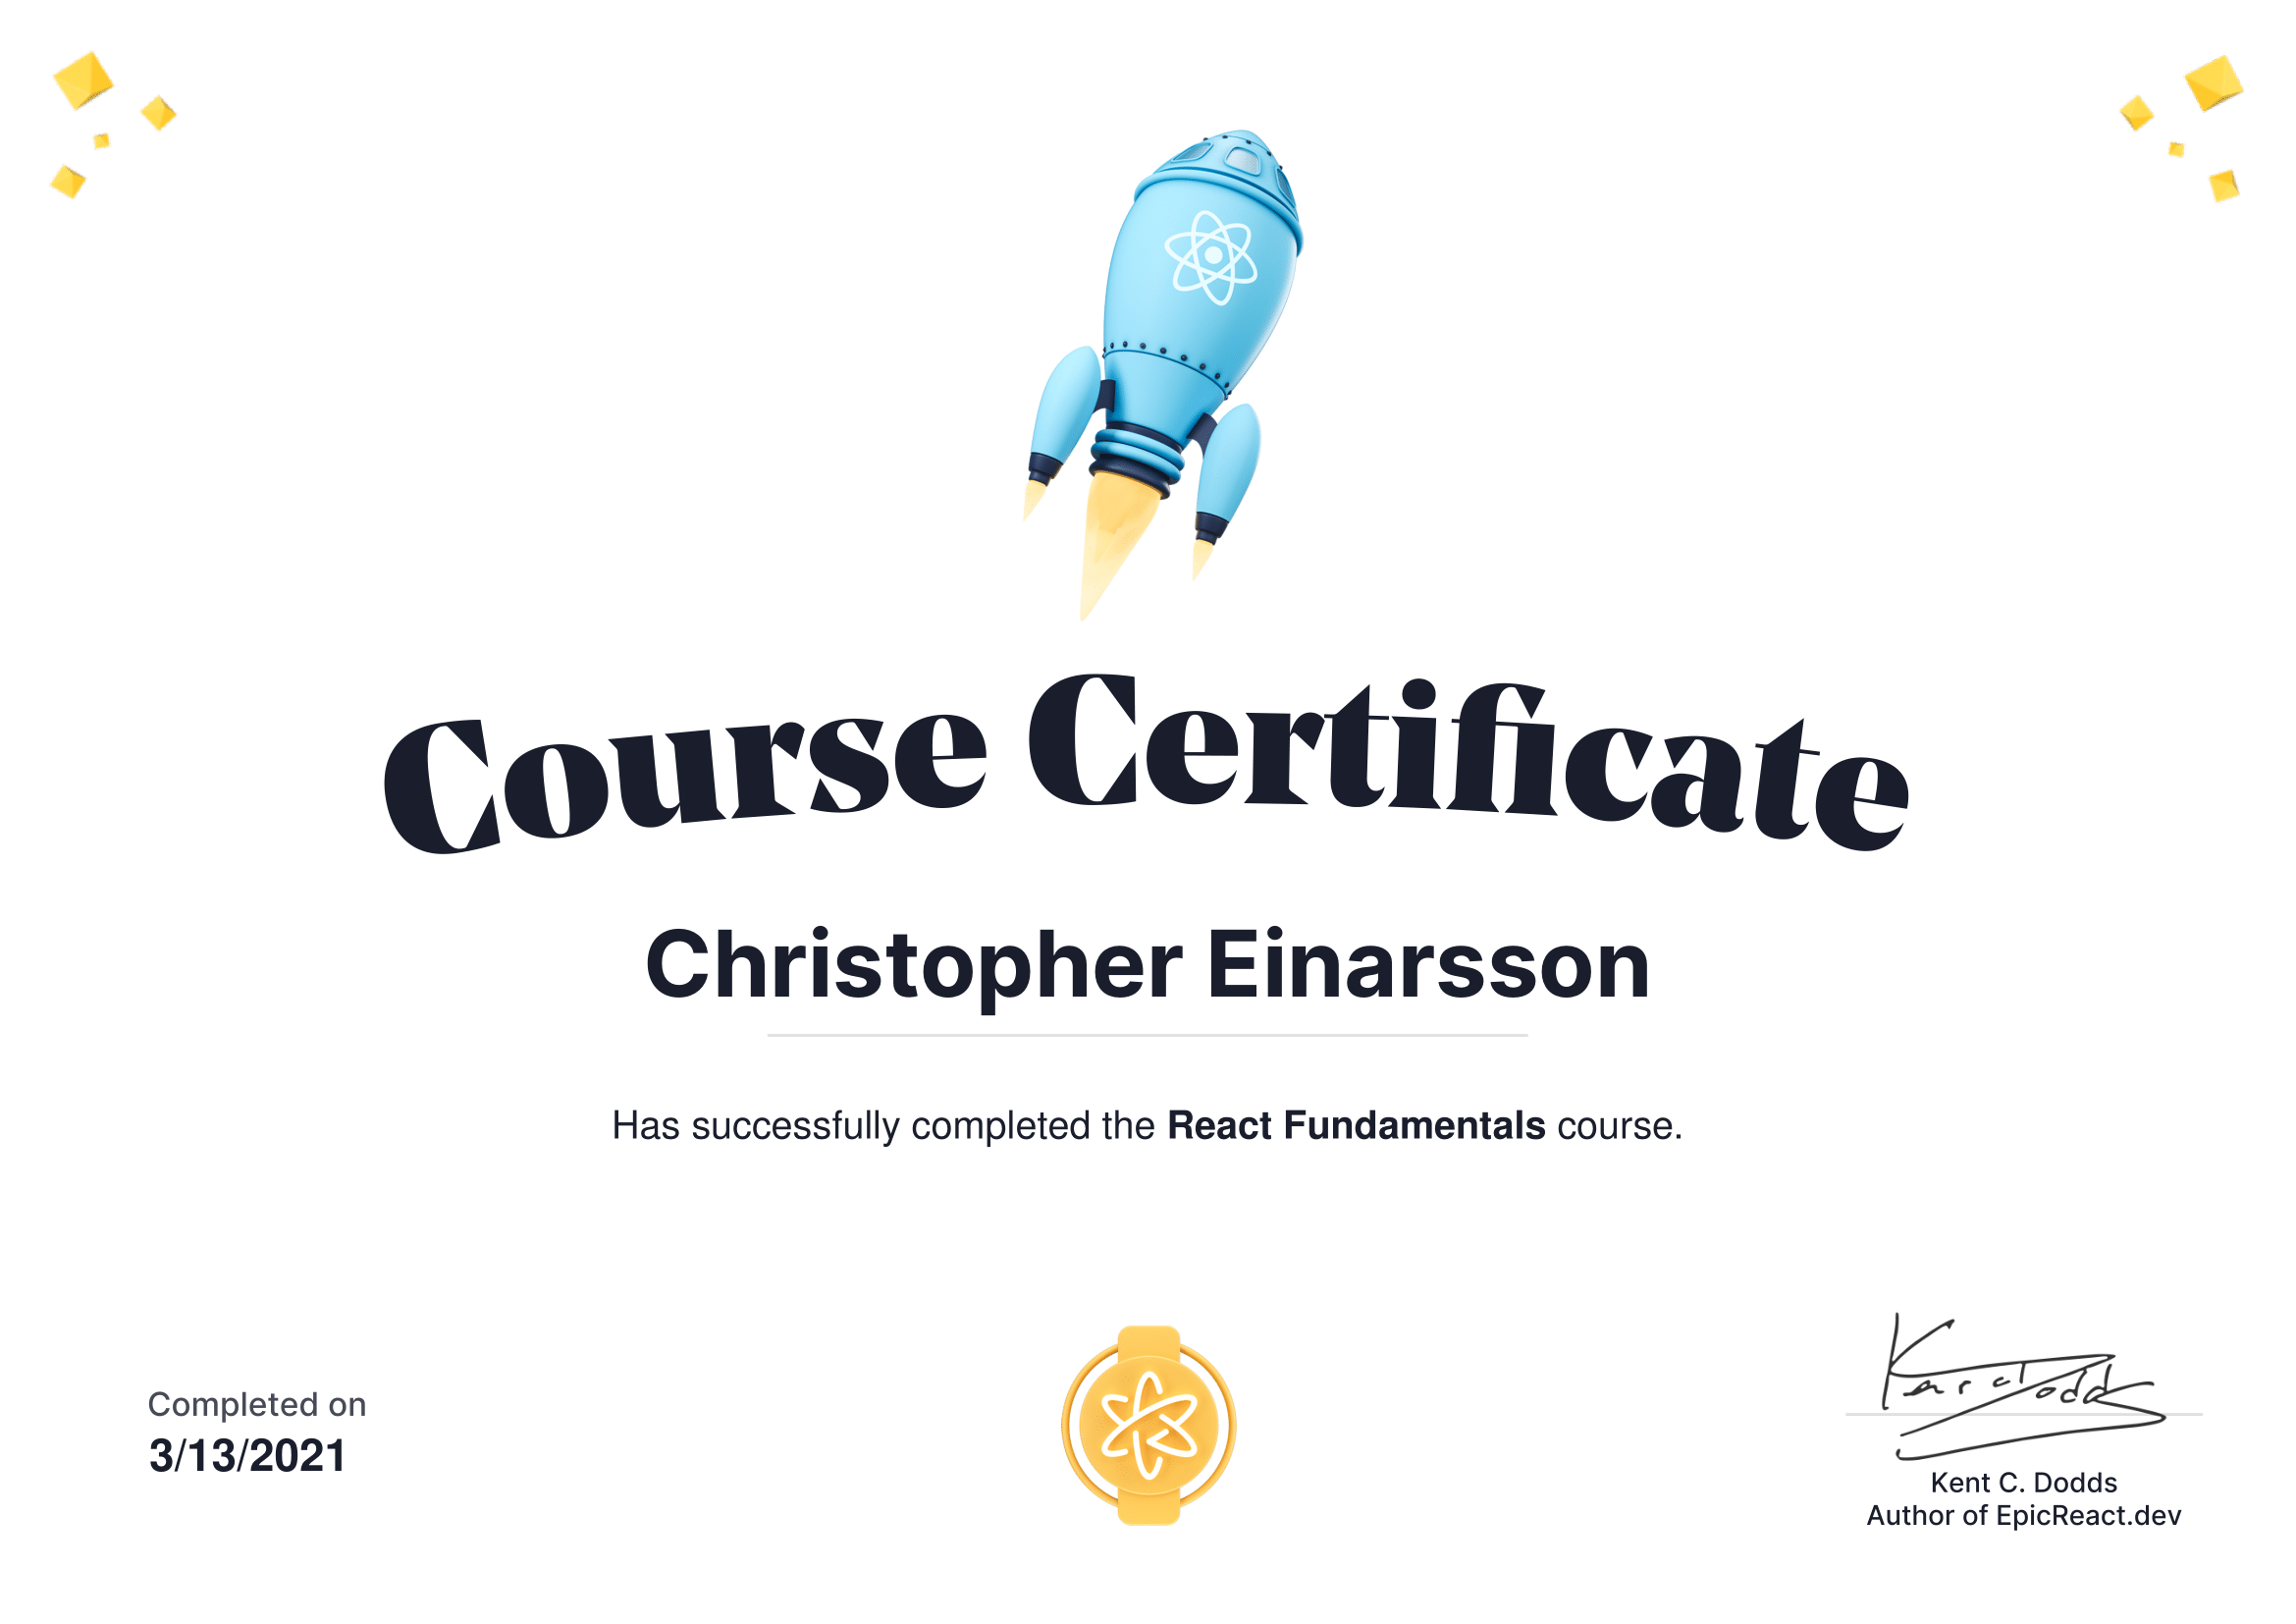 Course Certificate
Christopher Einarsson
Has successfully completed the React Fundamentals course.
Completed on
3/13/2021
Kent C. Dodds
Kent C. Dodds
Author of EpicReact.dev